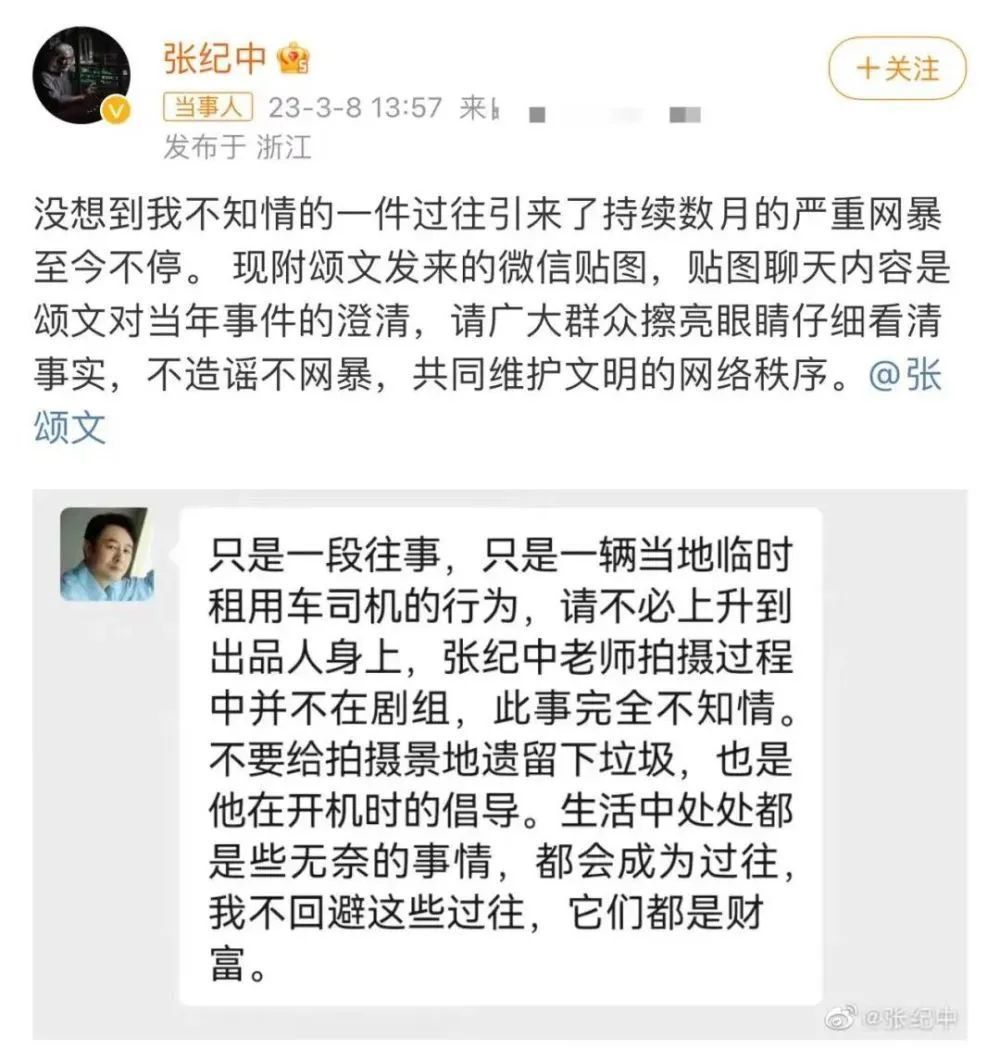 张纪中
+关注
当事人 23-3-8 13:57 来
发布于 浙江
没想到我不知情的一件过往引来了持续数月的严重网暴
至今不停。 现附颂文发来的微信贴图，贴图聊天内容是
颂文对当年事件的澄清，请广大群众擦亮眼睛仔细看清
事实，不造谣不网暴，共同维护文明的网络秩序。@张
颂文
只是一段往事，只是一辆当地临时
租用车司机的行为，请不必上升到
出品人身上，张纪中老师拍摄过程
中并不在剧组，此事完全不知情。
不要给拍摄景地遗留下垃圾，也是
他在开机时的倡导。生活中处处都
是些无奈的事情，都会成为过往，
我不回避这些过往，它们都是财
富。
@张纪中